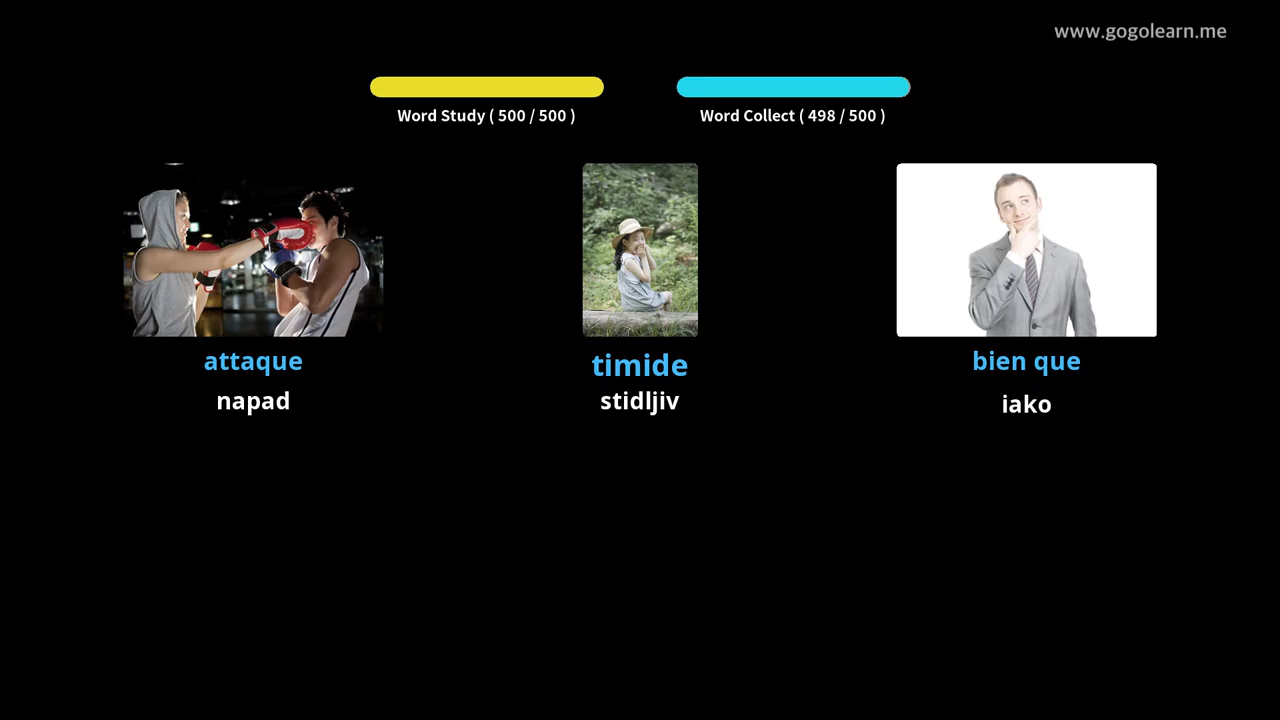 www.gogolearn.me
Word Study ( 500 / 500 )
Word Collect ( 498 / 500 )
attaque
napad
timide
stidljiv
bien que
iako